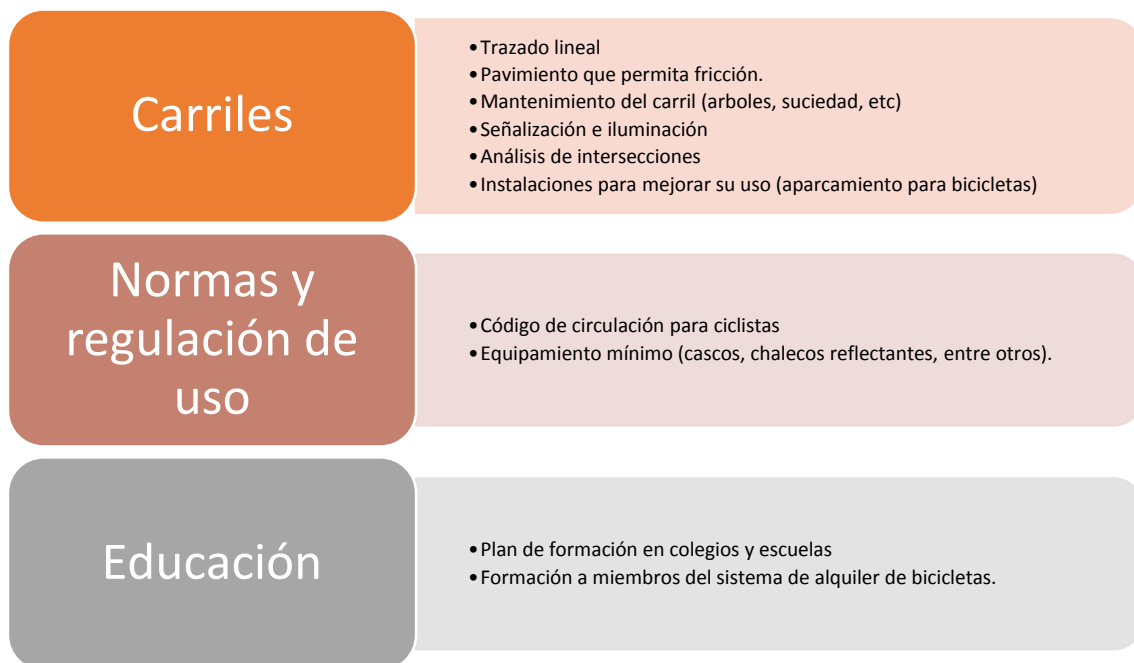 Carriles
•Trazado lineal
•Pavimiento que permita fricción.
•Mantenimiento del carril (arboles, suciedad, etc)
•Señalización e iluminación
•Análisis de intersecciones
•Instalaciones para mejorar su uso (aparcamiento para bicicletas)
Normas y
regulación de
uso
•Código de circulación para ciclistas
•Equipamiento mínimo (cascos, chalecos reflectantes, entre otros).
Educación
•Plan de formación en colegios y escuelas
•Formación a miembros del sistema de alquiler de bicicletas.